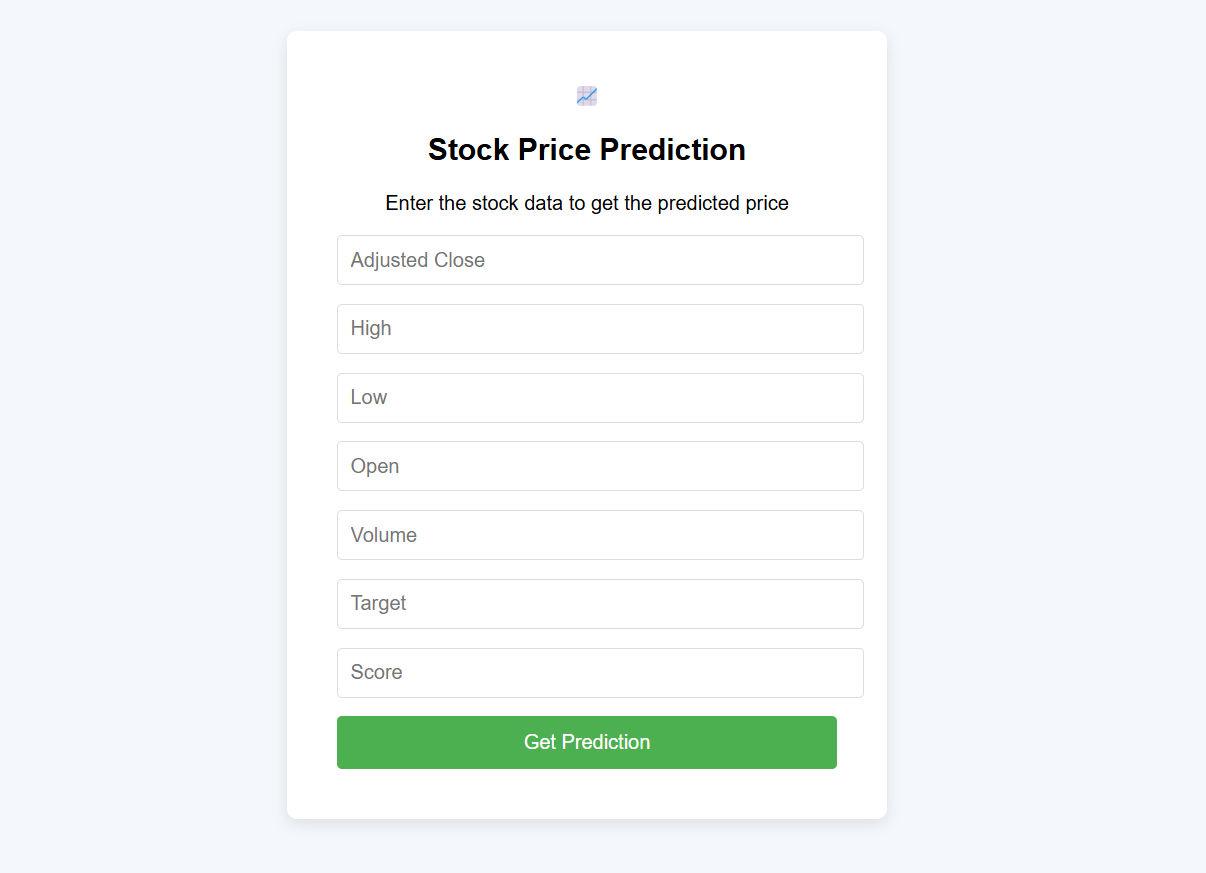 Stock Price Prediction
Enter the stock data to get the predicted price
Adjusted Close
High
Low
Open
Volume
Target
Score
Get Prediction